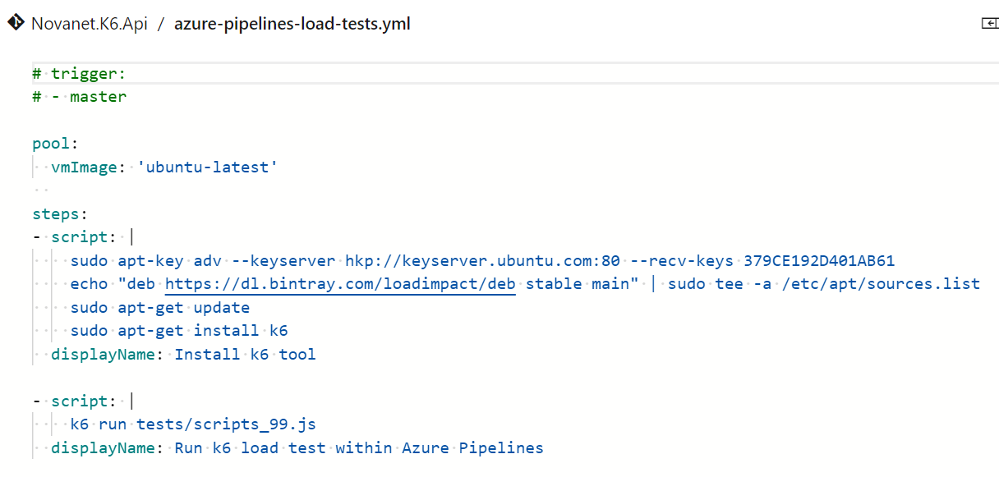 Novanet.K6.Api / azure-pipelines-load-tests.yml
# trigger:
# - master
pool:
  vmImage: 'ubuntu-latest'
steps:
- script: |
    sudo apt-key adv --keyserver hkp://keyserver.ubuntu.com:80 --recv-keys 379CE192D401AB61
    echo "deb https://dl.bintray.com/loadimpact/deb stable main" | sudo tee -a /etc/apt/sources.list
    sudo apt-get update
    sudo apt-get install k6
  displayName: Install k6 tool
- script: |
    k6 run tests/scripts_99.js
  displayName: Run k6 load test within Azure Pipelines